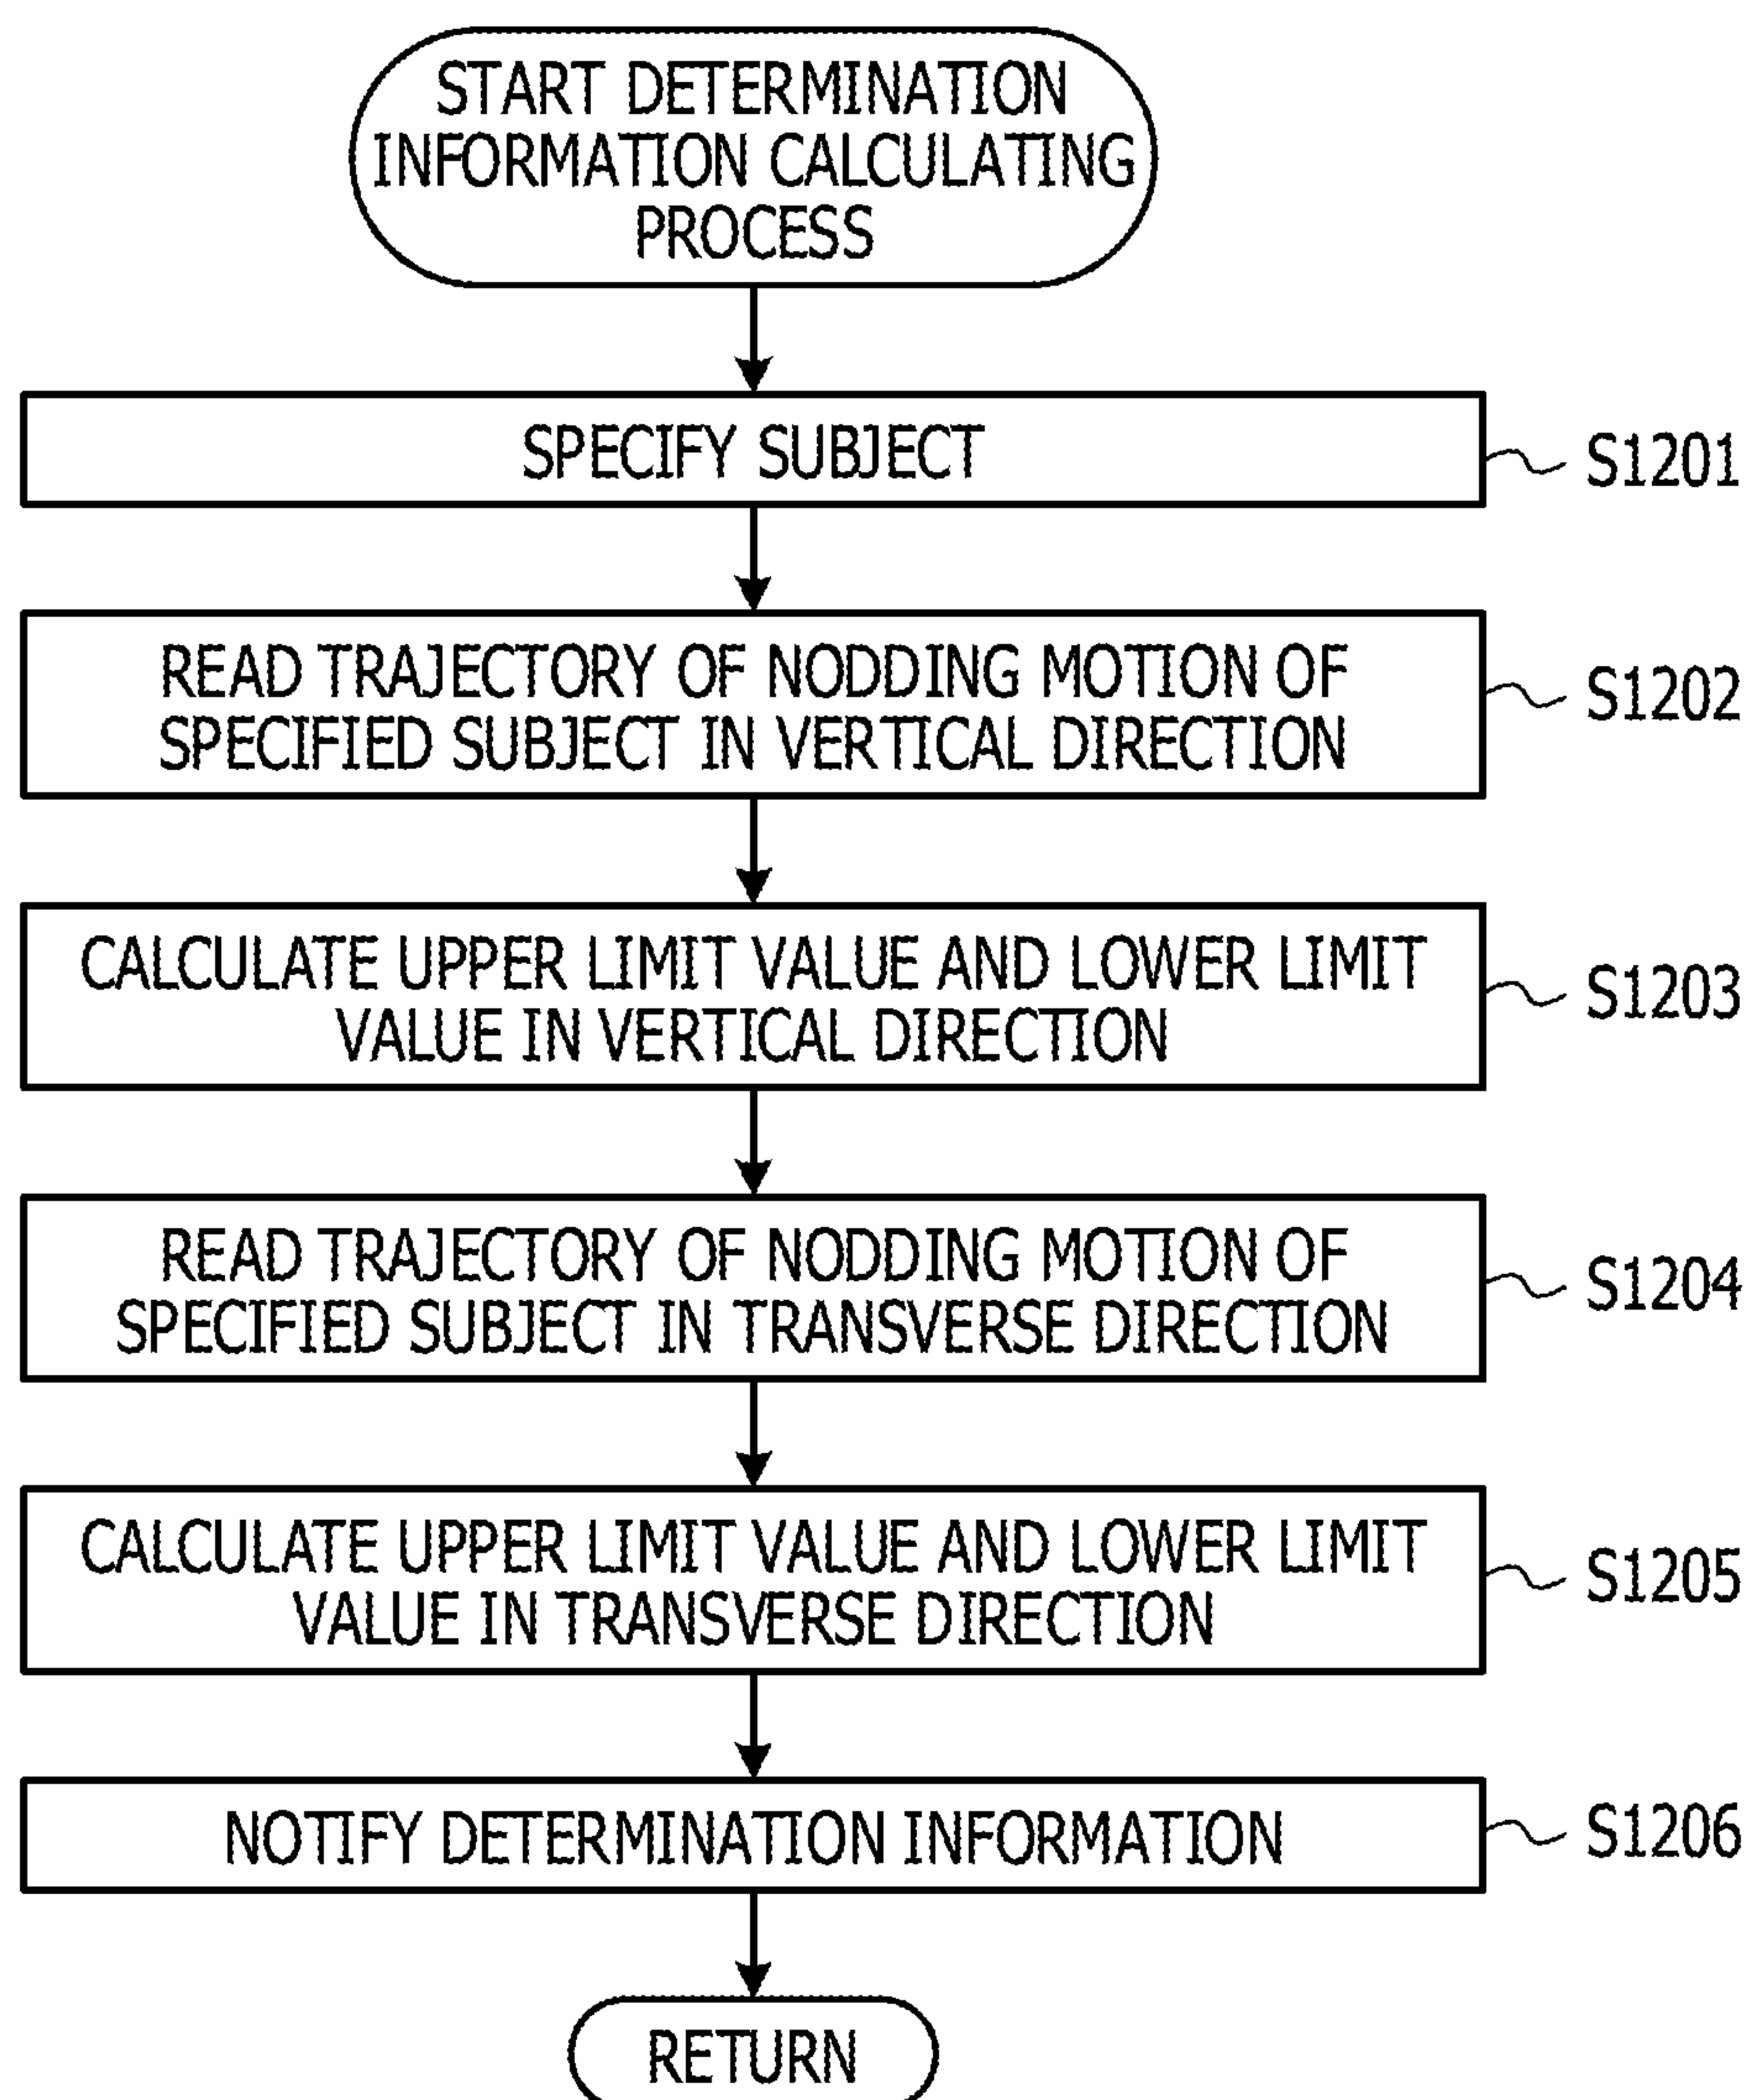 START DETERMINATION
INFORMATION CALCULATING
PROCESS
SPECIFY SUBJECT
S1201
READ TRAJECTORY OF NODDING MOTION OF
SPECIFIED SUBJECT IN VERTICAL DIRECTION
S1202
CALCULATE UPPER LIMIT VALUE AND LOWER LIMIT
VALUE IN VERTICAL DIRECTION
S1203
READ TRAJECTORY OF NODDING MOTION OF
SPECIFIED SUBJECT IN TRANSVERSE DIRECTION
S1204
CALCULATE UPPER LIMIT VALUE AND LOWER LIMIT
VALUE IN TRANSVERSE DIRECTION
S1205
NOTIFY DETERMINATION INFORMATION
S1206
RETURN